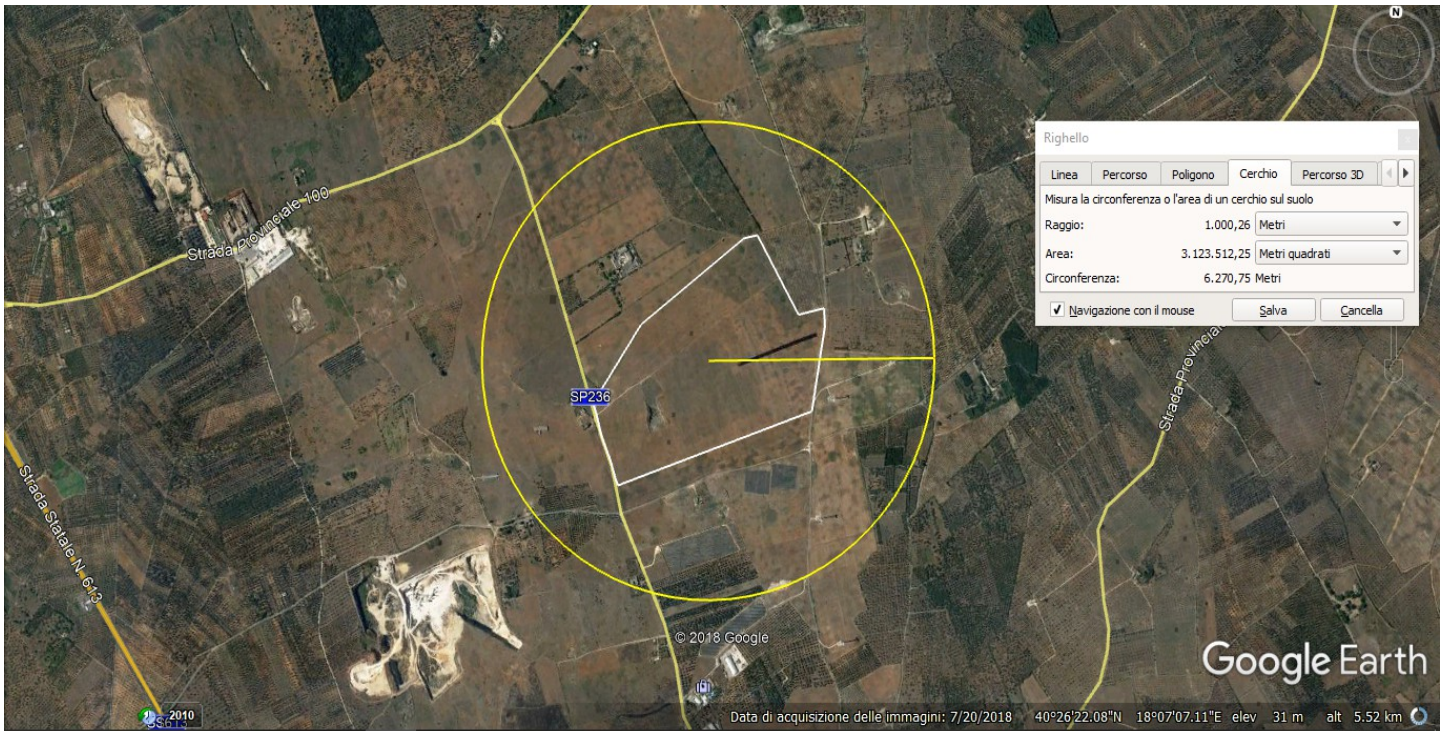 N
Righello
Linea Percorso Poligono Cerchio Percorso 3D
Misura la circonferenza o l'area di un cerchio sul suolo
Raggio: 1.000,26 Metri
Area: 3.123.512,25 Metri quadrati
Circonferenza: 6.270,75 Metri
Navigazione con il mouse Salva Cancella
Strada Provinciale 100
Strada Provinciale
SP236
Strada Statale N. 613
© 2018 Google
Google Earth
2010
SS613
Data di acquisizione delle immagini: 7/20/2018 40°26'22.08"N 18°07'07.11"E elev 31 m alt 5.52 km